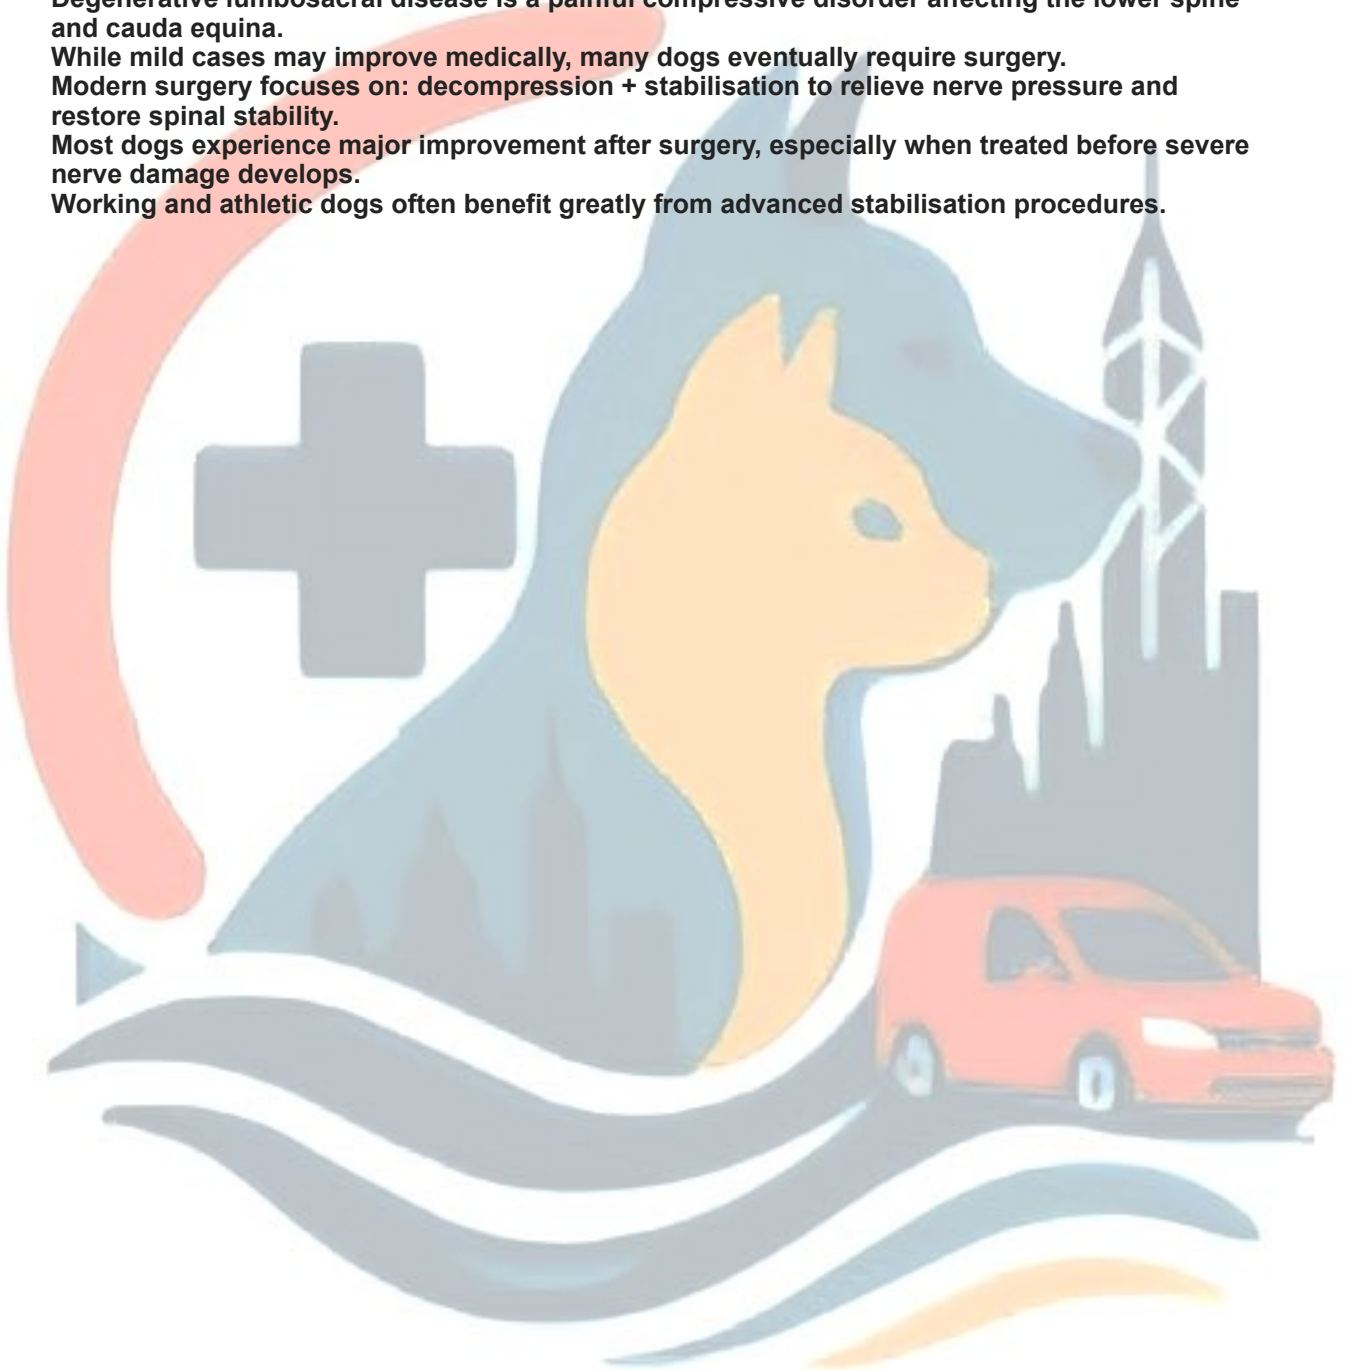 Degenerative lumbosacral disease is a painful compressive disorder affecting the lower spine
and cauda equina.
While mild cases may improve medically, many dogs eventually require surgery.
Modern surgery focuses on: decompression + stabilisation to relieve nerve pressure and
restore spinal stability.
Most dogs experience major improvement after surgery, especially when treated before severe
nerve damage develops.
Working and athletic dogs often benefit greatly from advanced stabilisation procedures.